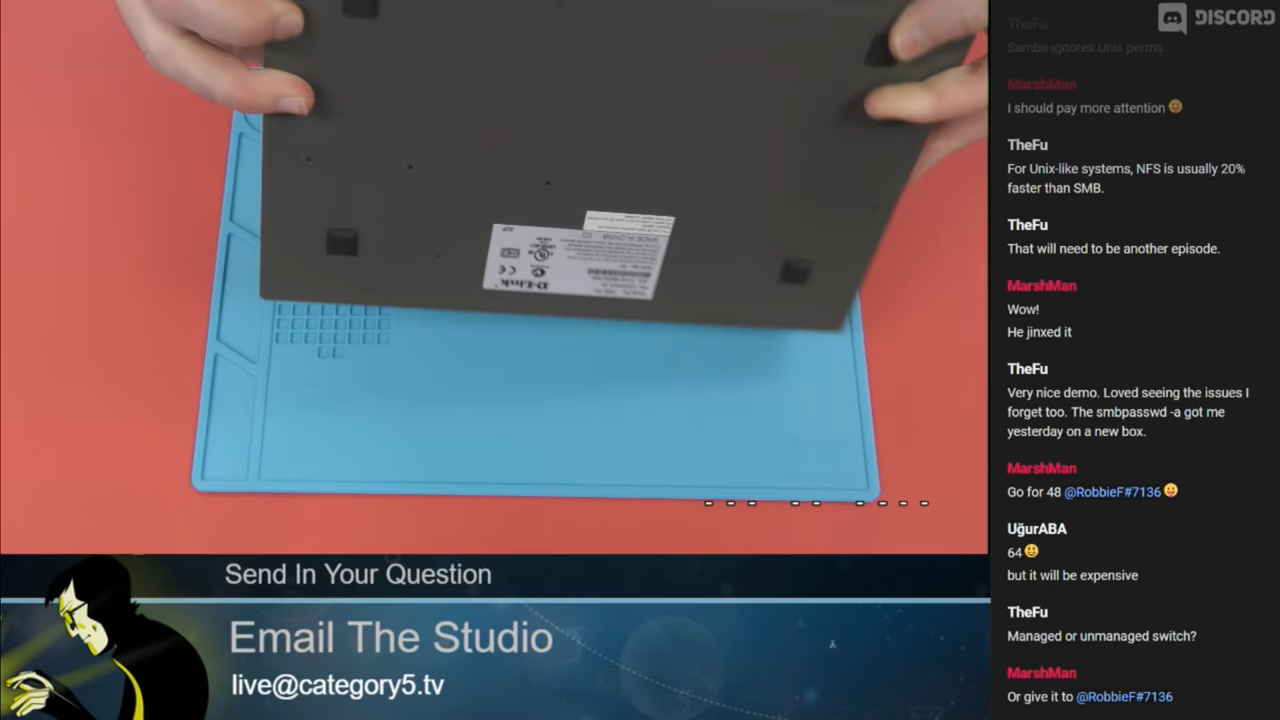 D-Link
MADE IN CHINA
Send In Your Question
Email The Studio
live@category5.tv
DISCORD
TheFu
Samba ignores Unix perms.
MarshMan
I should pay more attention
TheFu
For Unix-like systems, NFS is usually 20%
faster than SMB.
TheFu
That will need to be another episode.
MarshMan
Wow!
He jinxed it
TheFu
Very nice demo. Loved seeing the issues I
forget too. The smbpasswd -a got me
yesterday on a new box.
MarshMan
Go for 48 @RobbieF#7136
UğurABA
64
but it will be expensive
TheFu
Managed or unmanaged switch?
MarshMan
Or give it to @RobbieF#7136